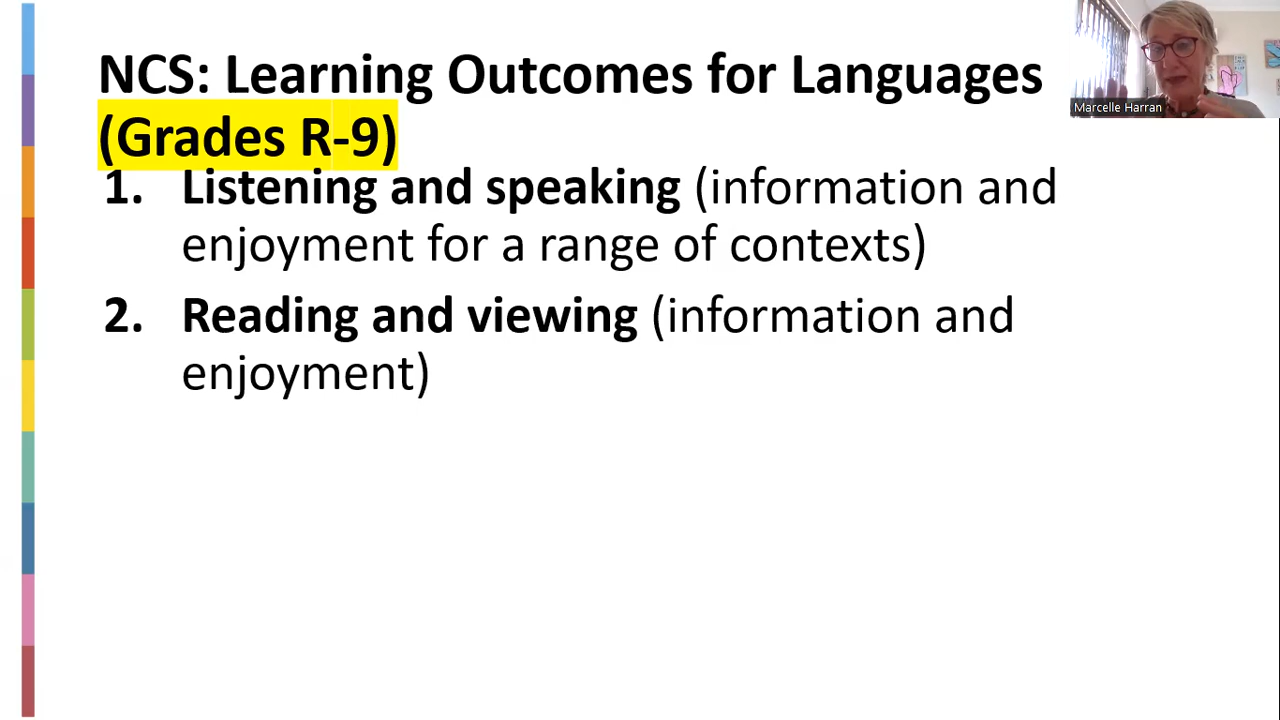 NCS: Learning Outcomes for Languages
(Grades R-9)
1. Listening and speaking (information and
enjoyment for a range of contexts)
2. Reading and viewing (information and
enjoyment)
Marcelle Harran